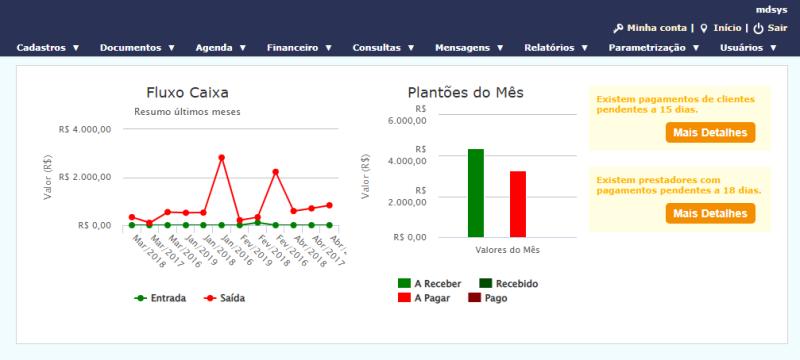 mdsys
Minha conta | Início | Sair
Cadastros ▼ Documentos ▼ Agenda ▼ Financeiro ▼ Consultas ▼ Mensagens ▼ Relatórios ▼ Parametrização ▼ Usuários ▼
Fluxo Caixa
Resumo últimos meses
Valor (R$)
R$ 4.000,00
R$ 2.000,00
R$ 0,00
Mar/2018
Mar/2017
Mar/2016
Jan/2019
Jan/2018
Jan/2016
Fev/2019
Fev/2018
Fev/2016
Abr/2018
Abr/2017
Abr/2
Entrada Saída
Plantões do Mês
Valor (R$)
R$ 6.000,00
R$ 4.000,00
R$ 2.000,00
R$ 0,00
Valores do Mês
A Receber Recebido
A Pagar Pago
Existem pagamentos de clientes
pendentes a 15 dias.
Mais Detalhes
Existem prestadores com
pagamentos pendentes a 18 dias.
Mais Detalhes